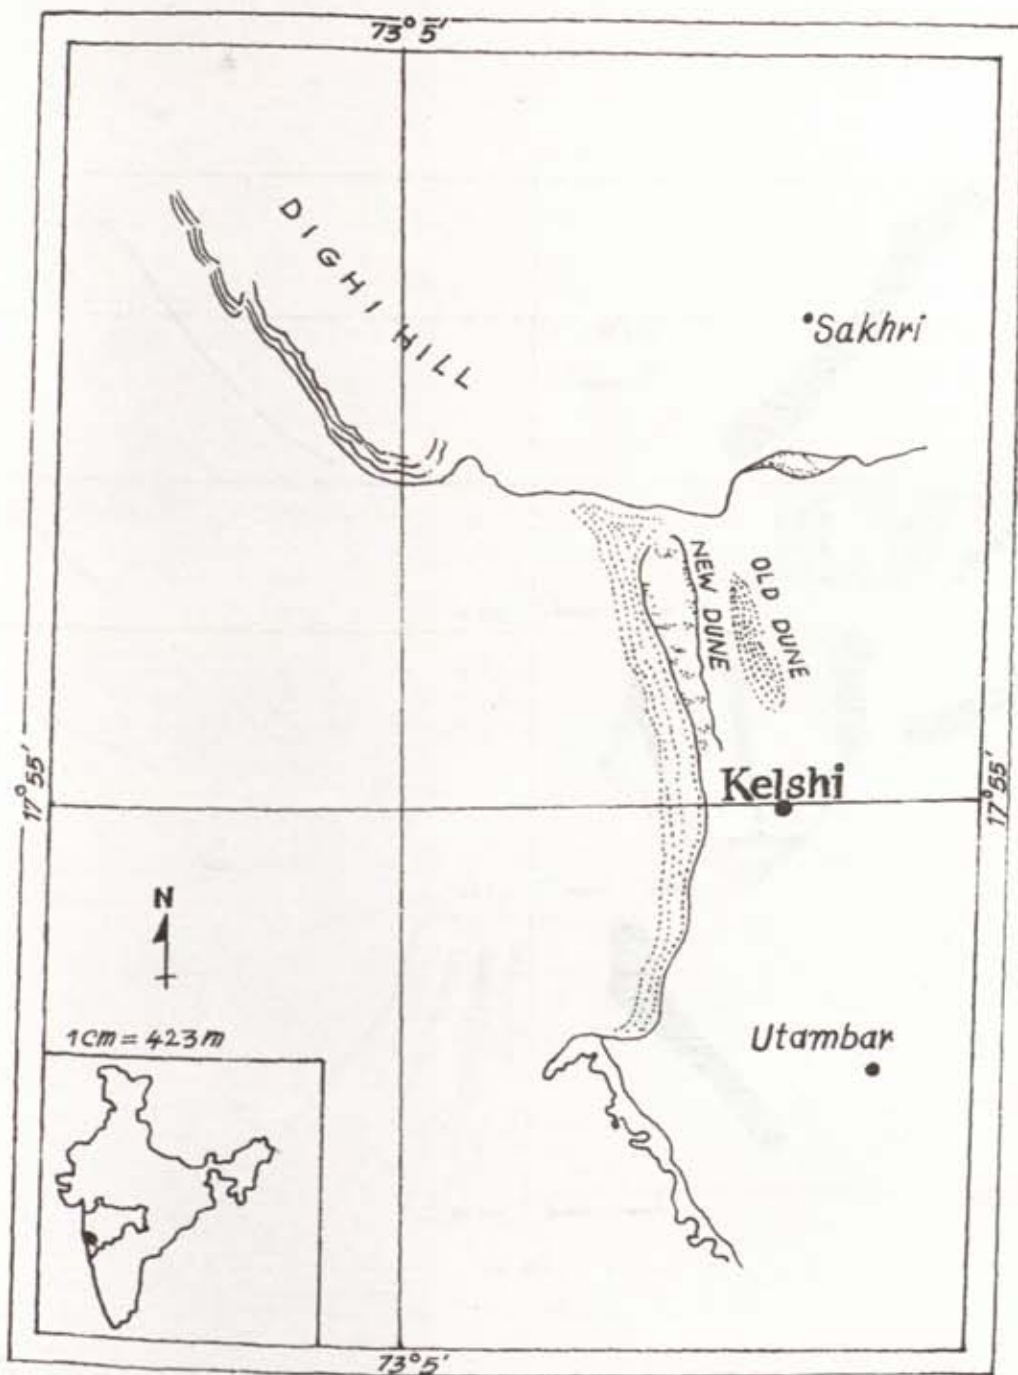 73° 5'
DIGHI HILL
Sakhri
NEW DUNE
OLD DUNE
17° 55'
Kelshi
17° 55'
N
1cm = 423m
Utambar
73° 5'